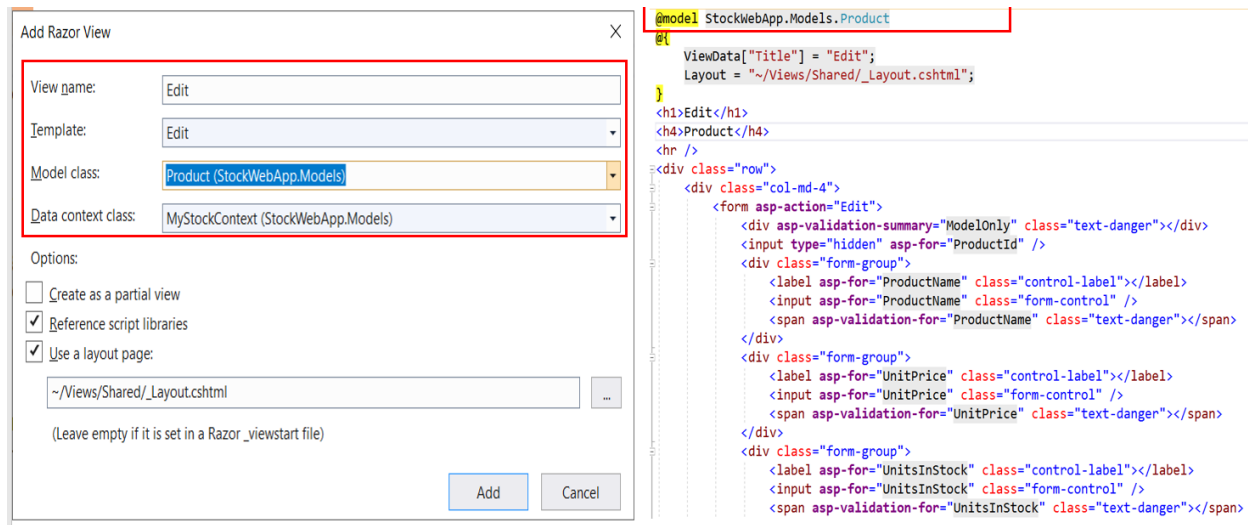 Add Razor View
View name:
Edit
Template:
Edit
Model class:
Product (StockWebApp.Models)
Data context class:
MyStockContext (StockWebApp.Models)
Options:
Create as a partial view
Reference script libraries
Use a layout page:
~/Views/Shared/_Layout.cshtml
...
(Leave empty if it is set in a Razor _viewstart file)
Add
Cancel
@model StockWebApp.Models.Product
@{
    ViewData["Title"] = "Edit";
    Layout = "~/Views/Shared/_Layout.cshtml";
}
<h1>Edit</h1>
<h4>Product</h4>
<hr />
<div class="row">
    <div class="col-md-4">
        <form asp-action="Edit">
            <div asp-validation-summary="ModelOnly" class="text-danger"></div>
            <input type="hidden" asp-for="ProductId" />
            <div class="form-group">
                <label asp-for="ProductName" class="control-label"></label>
                <input asp-for="ProductName" class="form-control" />
                <span asp-validation-for="ProductName" class="text-danger"></span>
            </div>
            <div class="form-group">
                <label asp-for="UnitPrice" class="control-label"></label>
                <input asp-for="UnitPrice" class="form-control" />
                <span asp-validation-for="UnitPrice" class="text-danger"></span>
            </div>
            <div class="form-group">
                <label asp-for="UnitsInStock" class="control-label"></label>
                <input asp-for="UnitsInStock" class="form-control" />
                <span asp-validation-for="UnitsInStock" class="text-danger"></span>